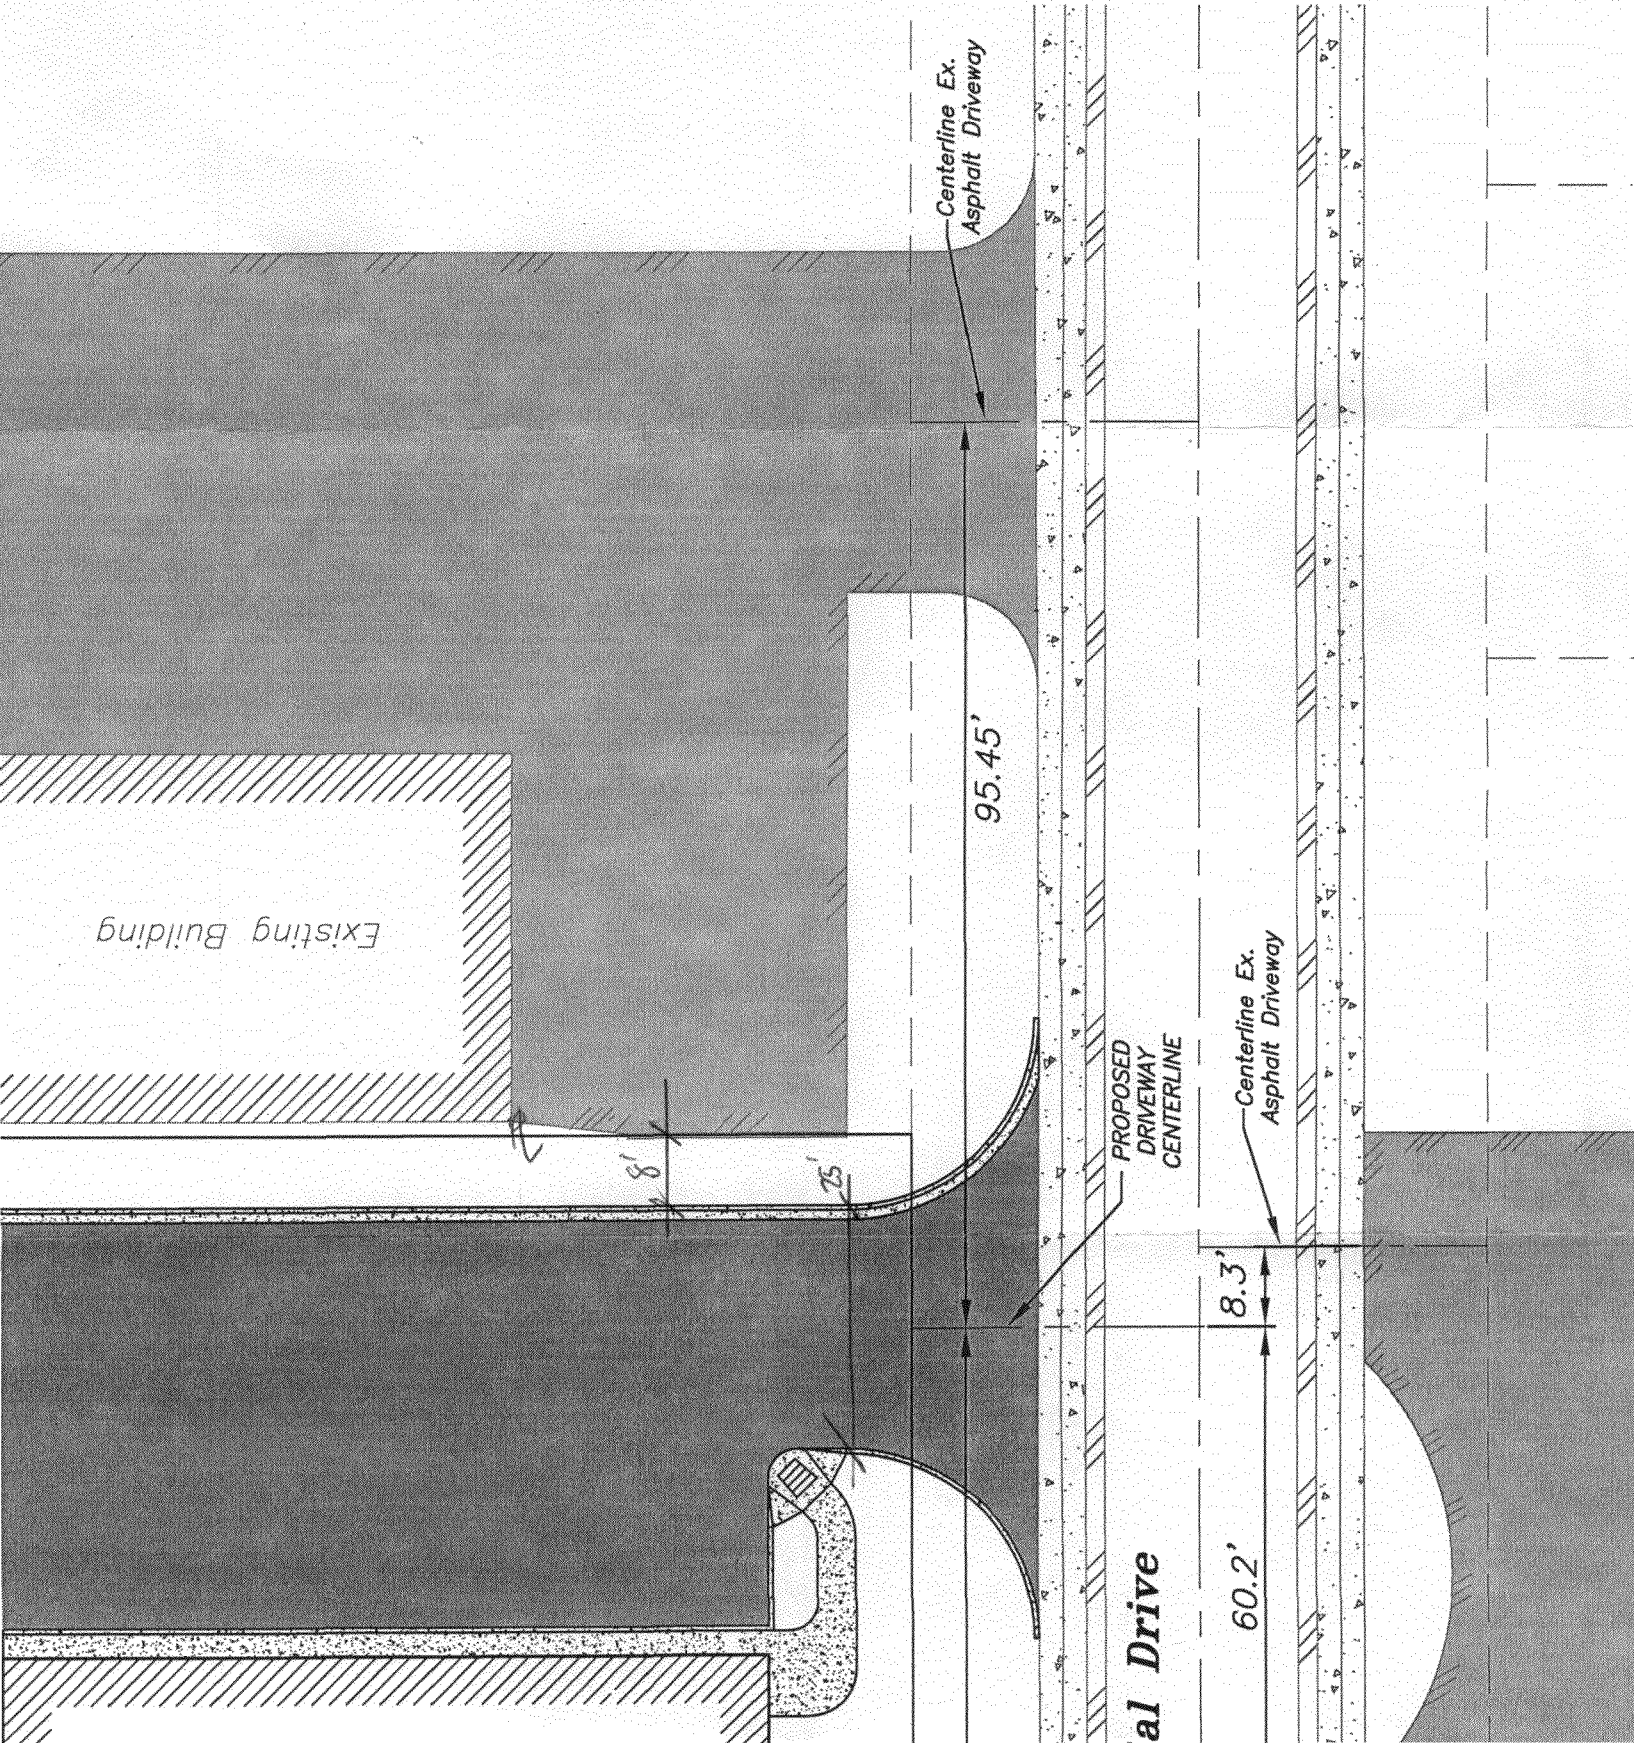 Centerline Ex.
Asphalt Driveway
95.45'
Existing Building
PROPOSED
DRIVEWAY
CENTERLINE
Centerline Ex.
Asphalt Driveway
8'
25'
8.3'
60.2'
al Drive